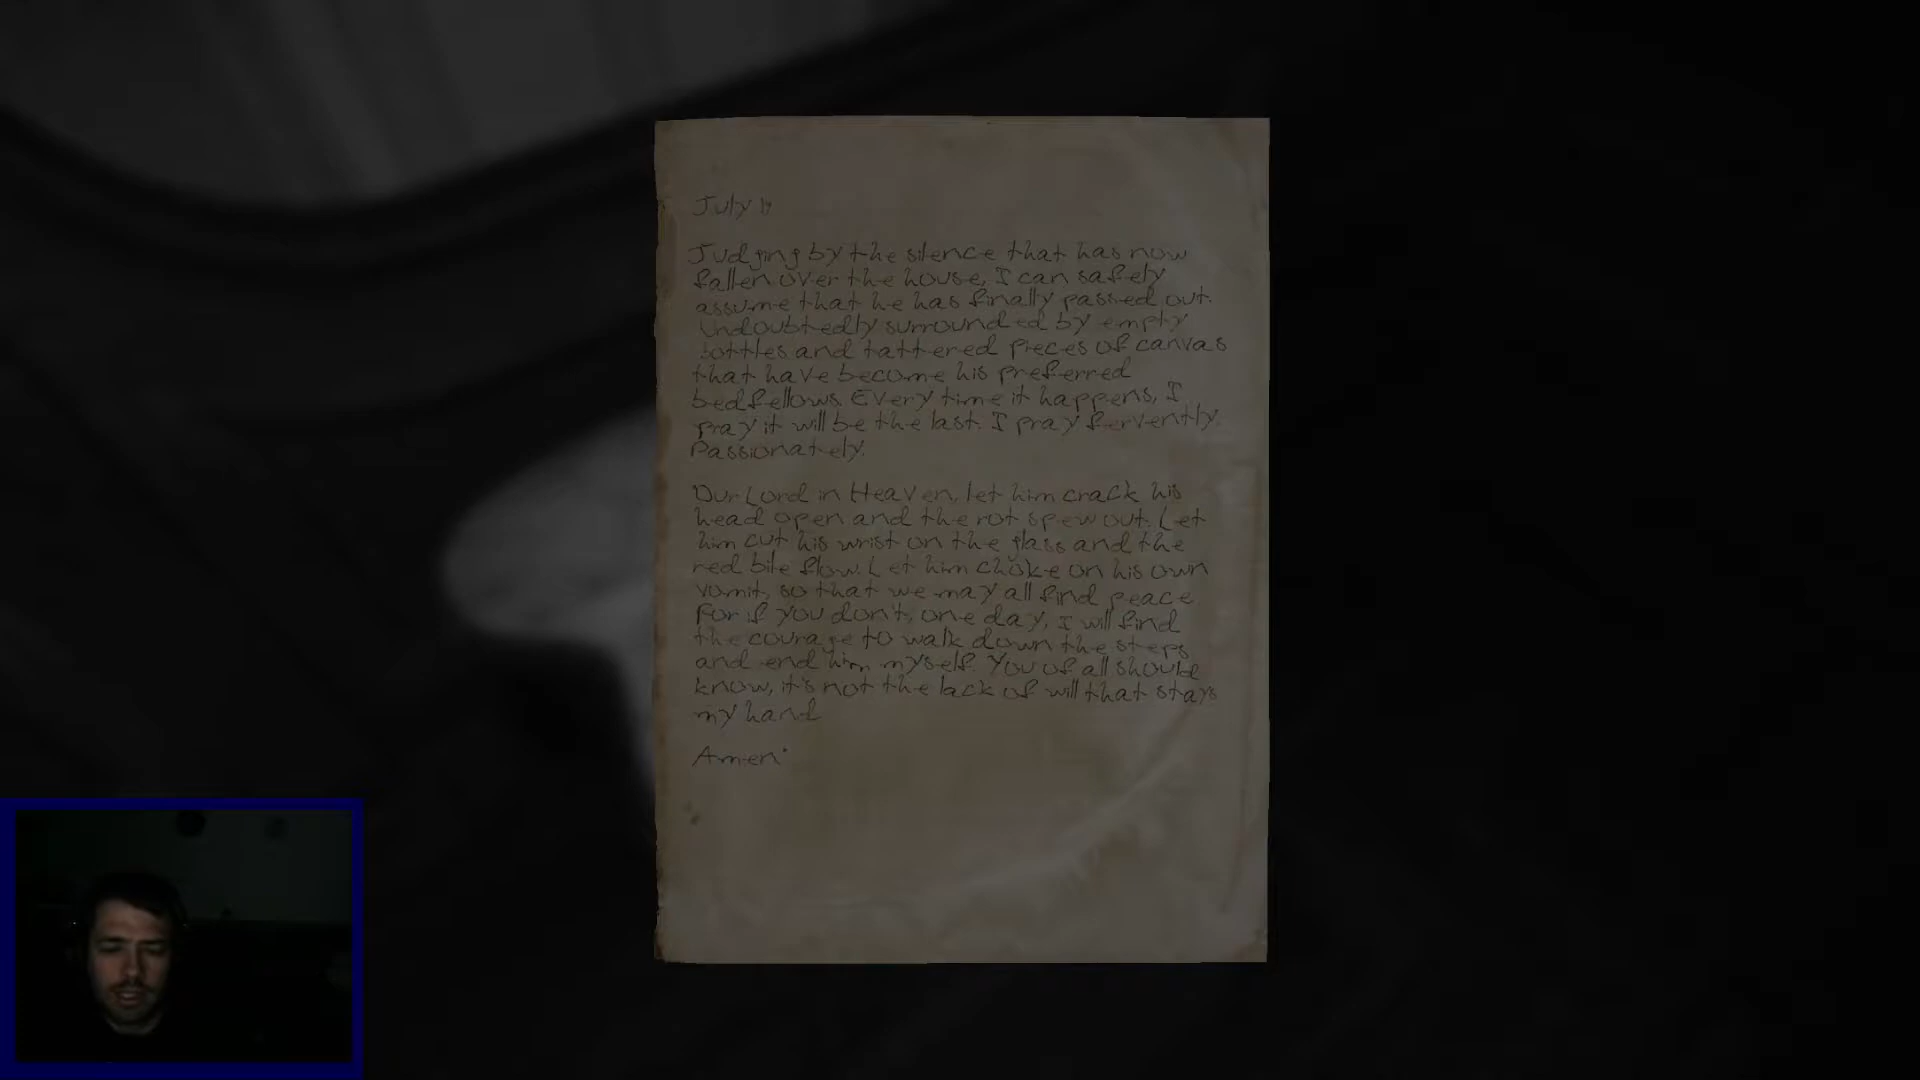 July 17
Judging by the silence that has now
fallen over the house, I can safely
assume that he has finally passed out.
Undoubtedly surrounded by empty
bottles and tattered pieces of canvas
that have become his preferred
bedfellows. Every time it happens, I
pray it will be the last. I pray fervently.
Passionately.
Our Lord in Heaven, let him crack his
head open and the rot spew out. Let
him cut his wrist on the glass and the
red bile flow. Let him choke on his own
vomit, so that we may all find peace
For if you don't, one day, I will find
the courage to walk down the steps
and end him myself. You of all should
know, it's not the lack of will that stays
my hand
Amen